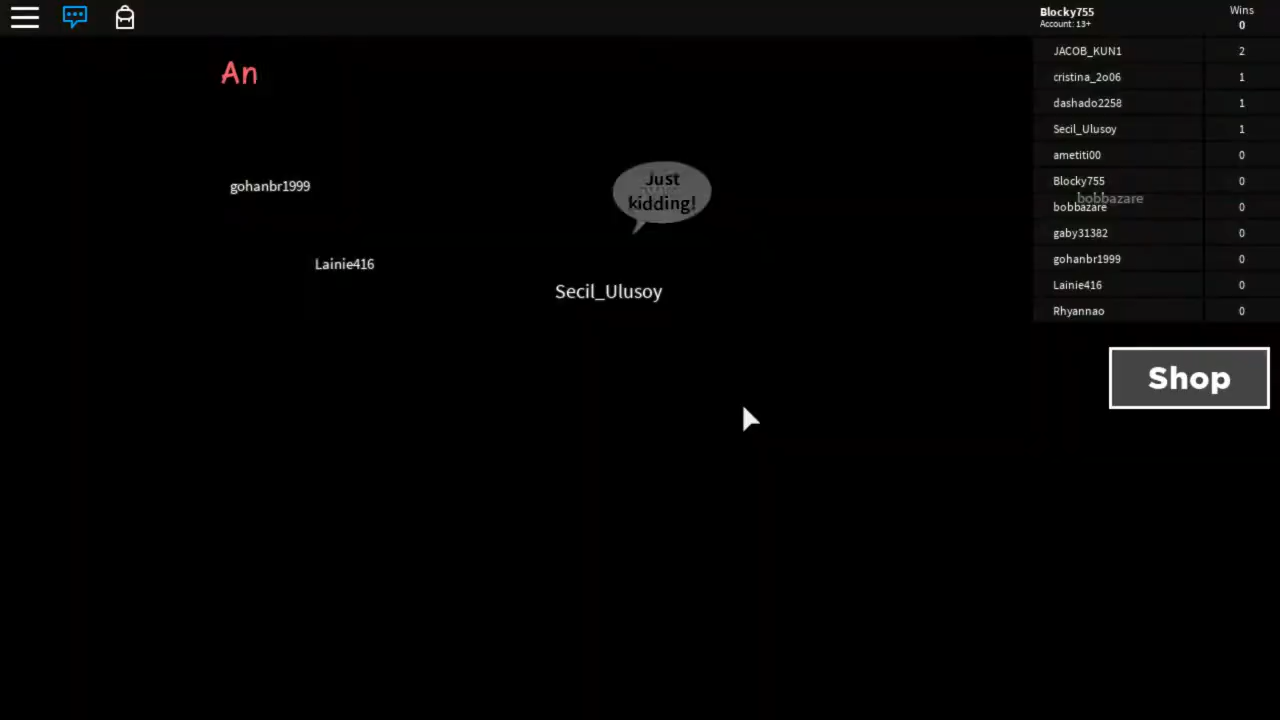 Blocky755
Account: 13+
Wins
0
JACOB_KUN1 2
cristina_2o06 1
dashado2258 1
Secil_Ulusoy 1
ametiti00 0
Blocky755 0
bobbazare
bobbazare 0
gaby31382 0
gohanbr1999 0
Lainie416 0
Rhyannao 0
An
gohanbr1999
Just
kidding!
Lainie416
Secil_Ulusoy
Shop